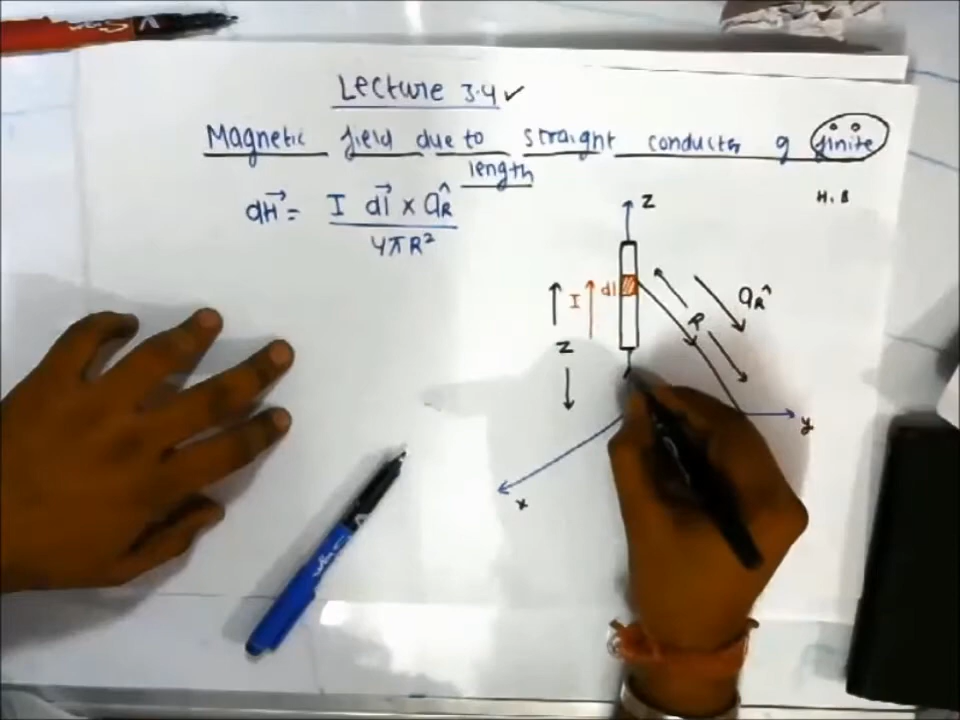 Lecture 3.4 ✓
Magnetic field due to straight conductor of finite
length
dH⃗ = I dl⃗ × aR^ / 4πR²
H. B
Z
I dl
aR^
R
Z
y
x